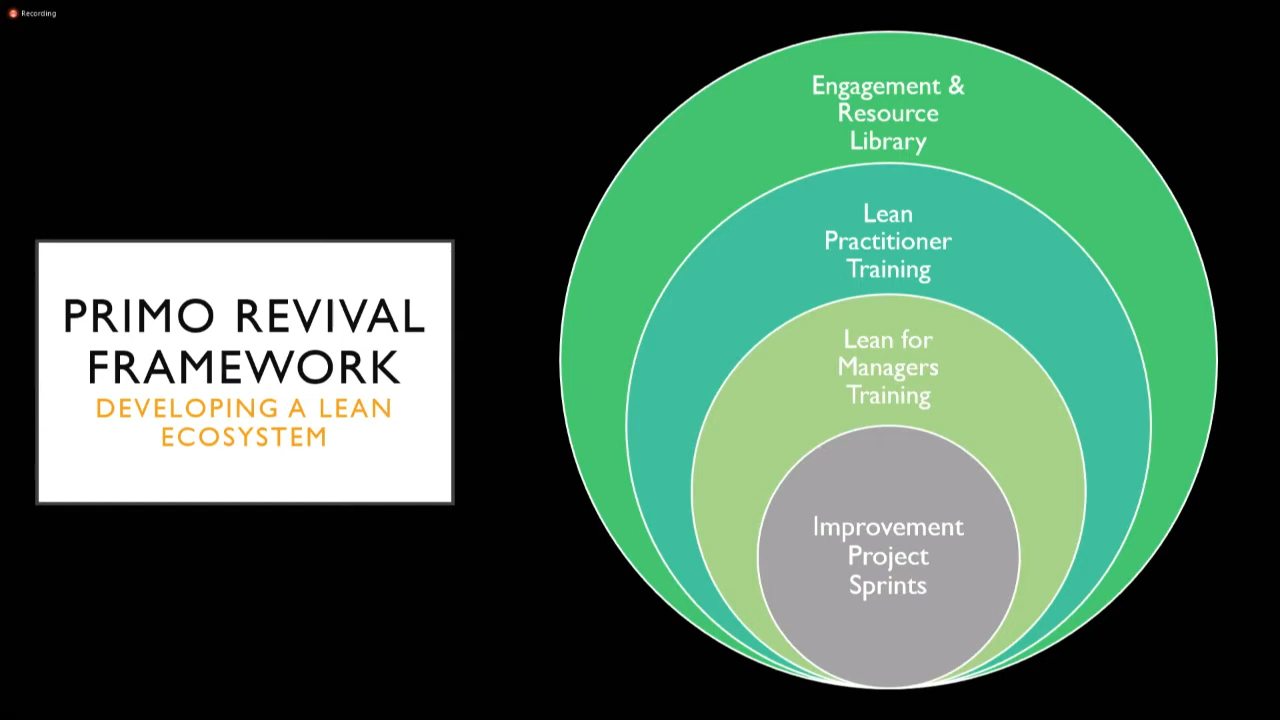 Recording
PRIMO REVIVAL
FRAMEWORK
DEVELOPING A LEAN
ECOSYSTEM
Engagement &
Resource
Library
Lean
Practitioner
Training
Lean for
Managers
Training
Improvement
Project
Sprints